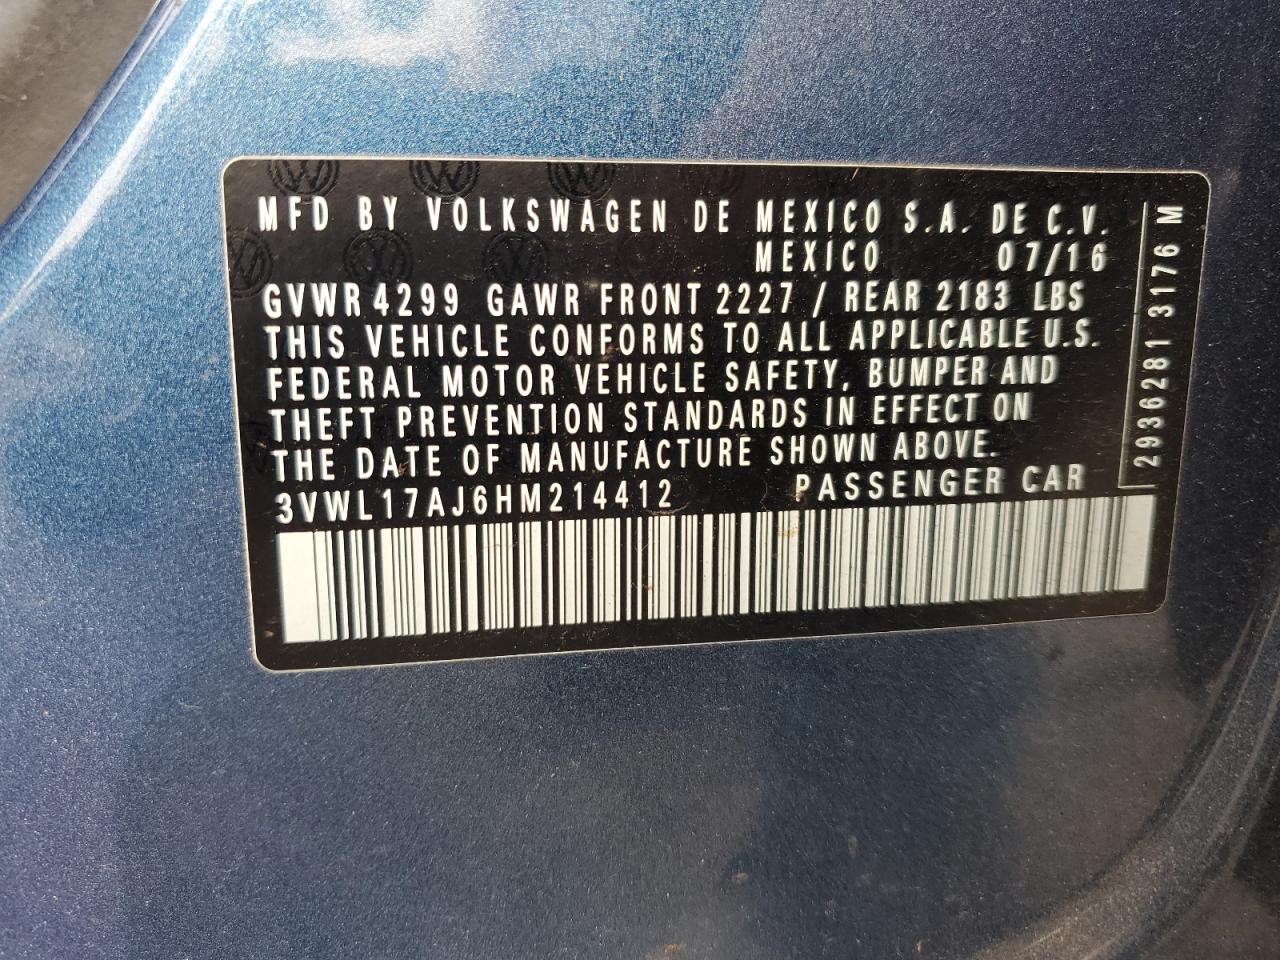 MFD BY VOLKSWAGEN DE MEXICO S.A. DE C.V.
MEXICO 07/16
GVWR 4299 GAWR FRONT 2227 / REAR 2183 LBS
THIS VEHICLE CONFORMS TO ALL APPLICABLE U.S.
FEDERAL MOTOR VEHICLE SAFETY, BUMPER AND
THEFT PREVENTION STANDARDS IN EFFECT ON
THE DATE OF MANUFACTURE SHOWN ABOVE.
3VWL17AJ6HM214412 PASSENGER CAR
2936281 3176 M